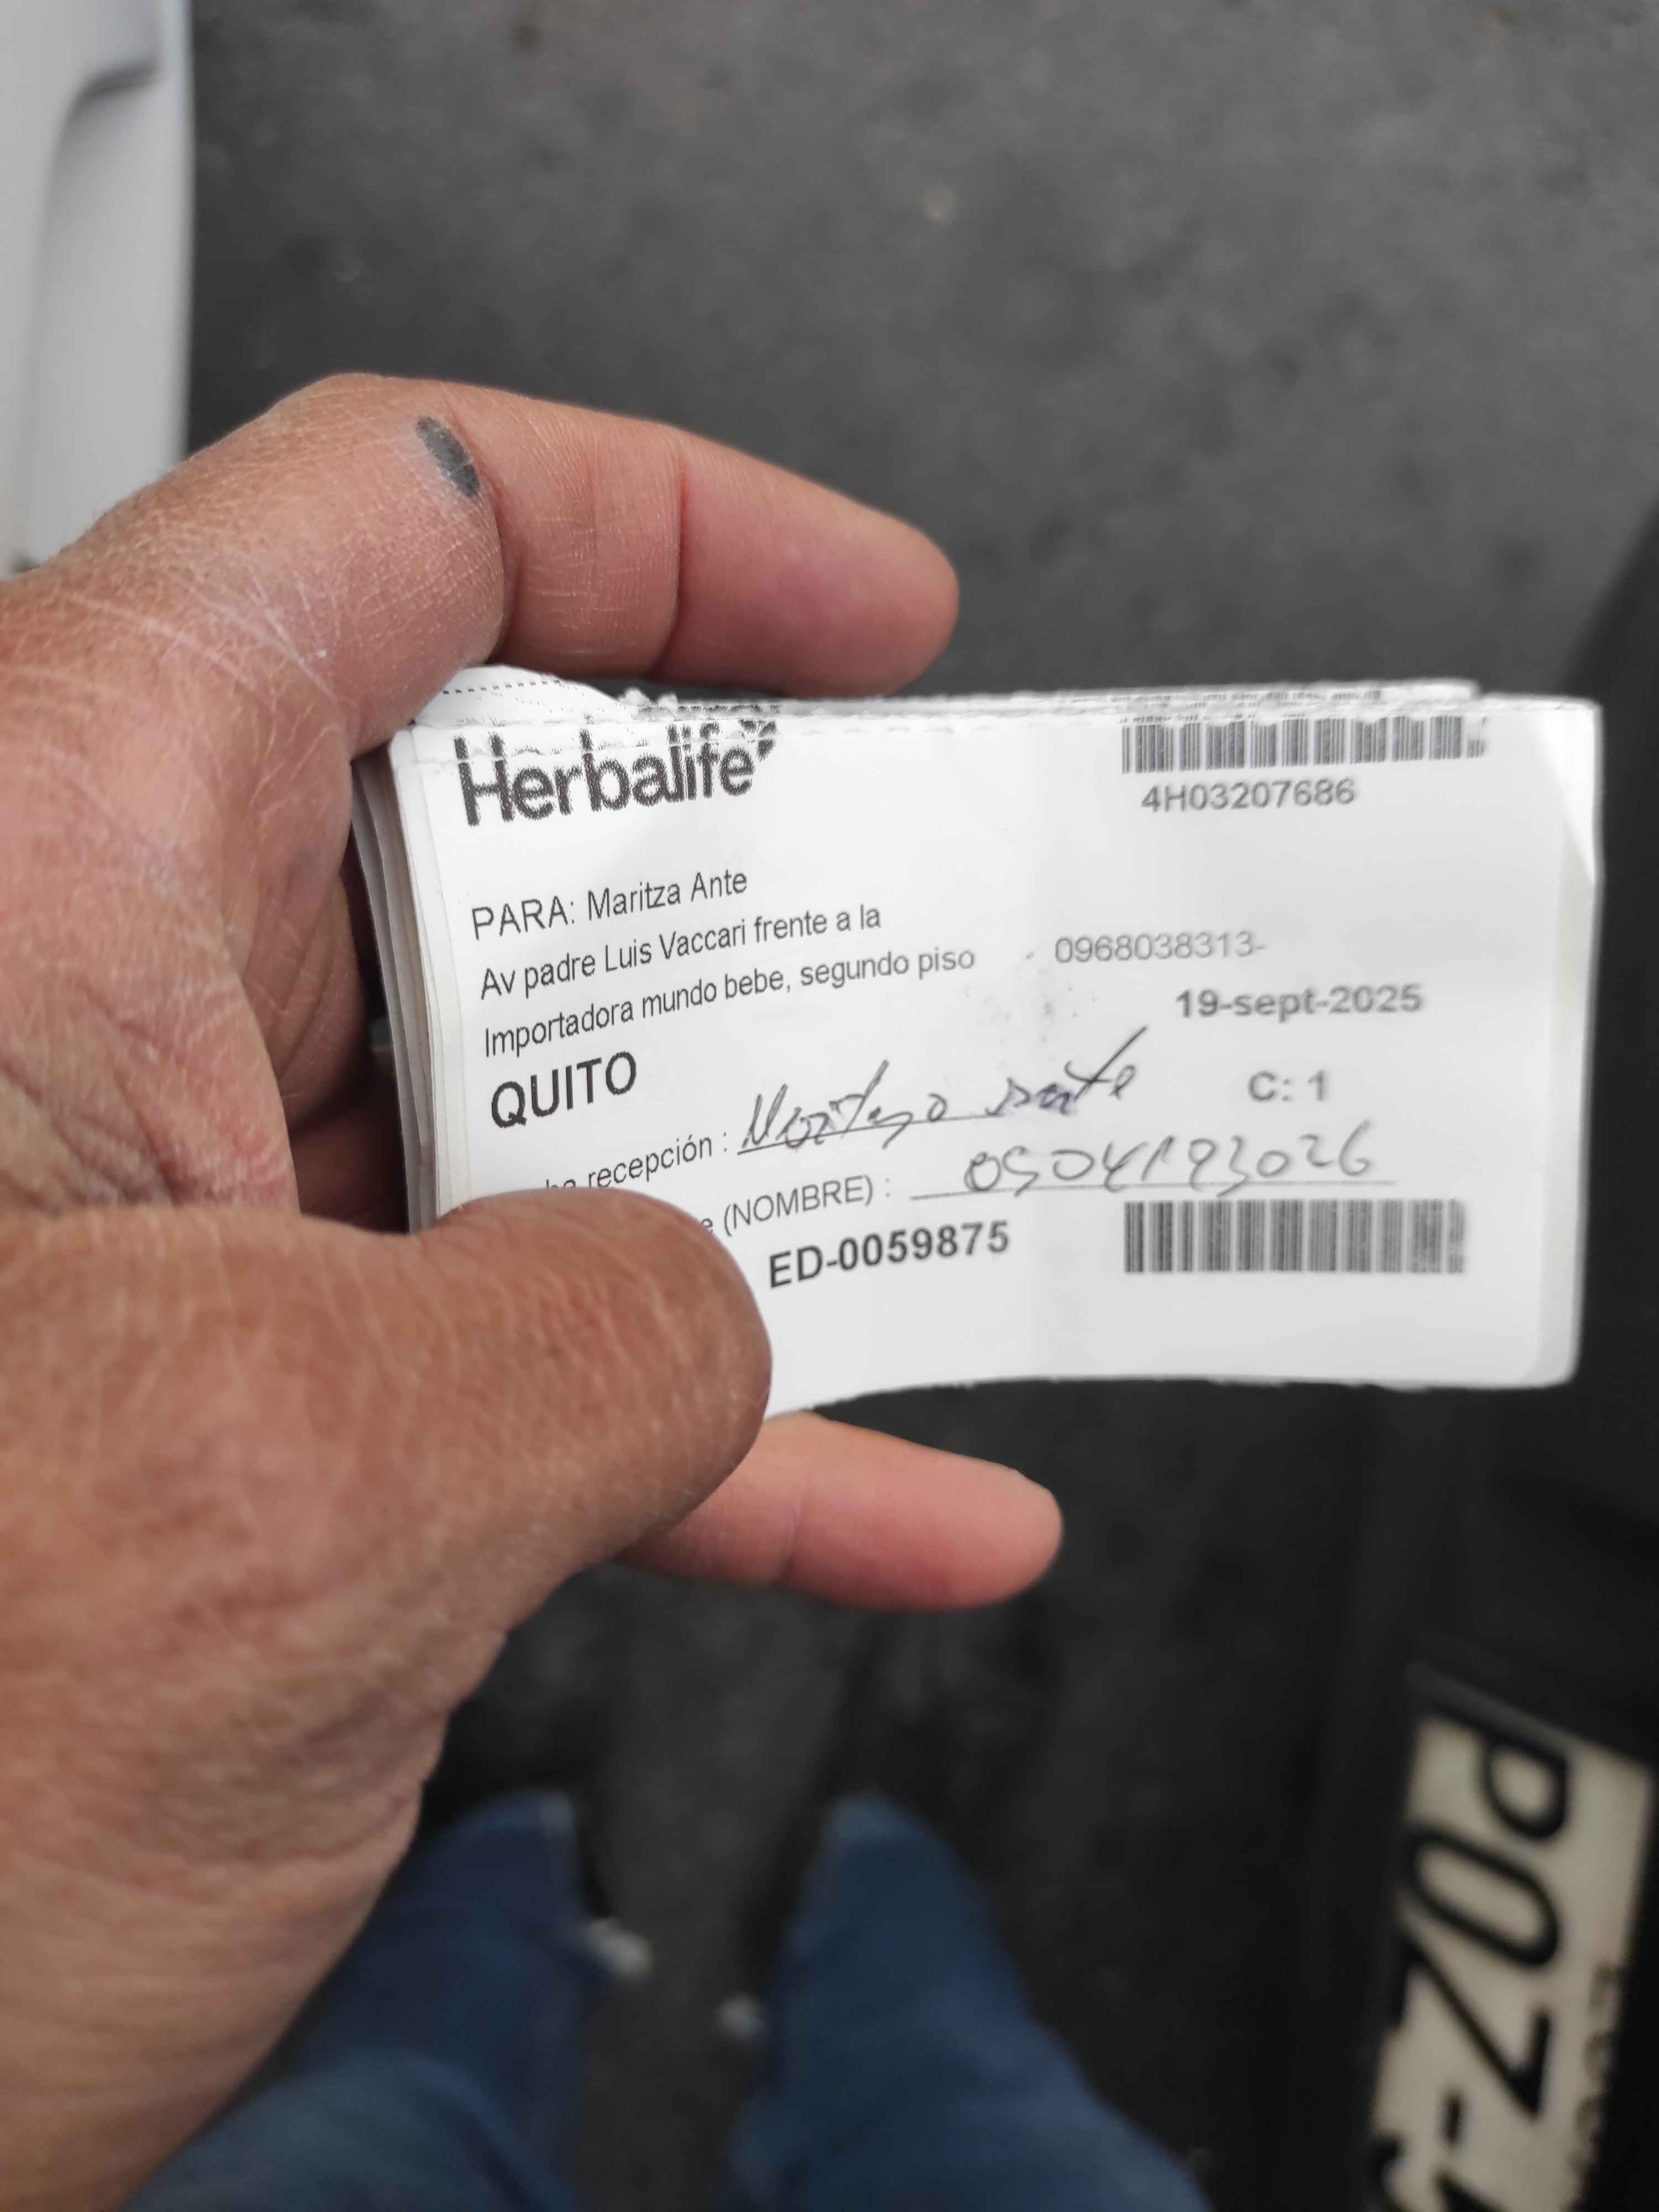 Herbalife
4H03207686
PARA: Maritza Ante
Av padre Luis Vaccari frente a la
Importadora mundo bebe, segundo piso
0968038313-
19-sept-2025
QUITO
C: 1
recepción :
(NOMBRE) : 0504193026
ED-0059875
POZ-